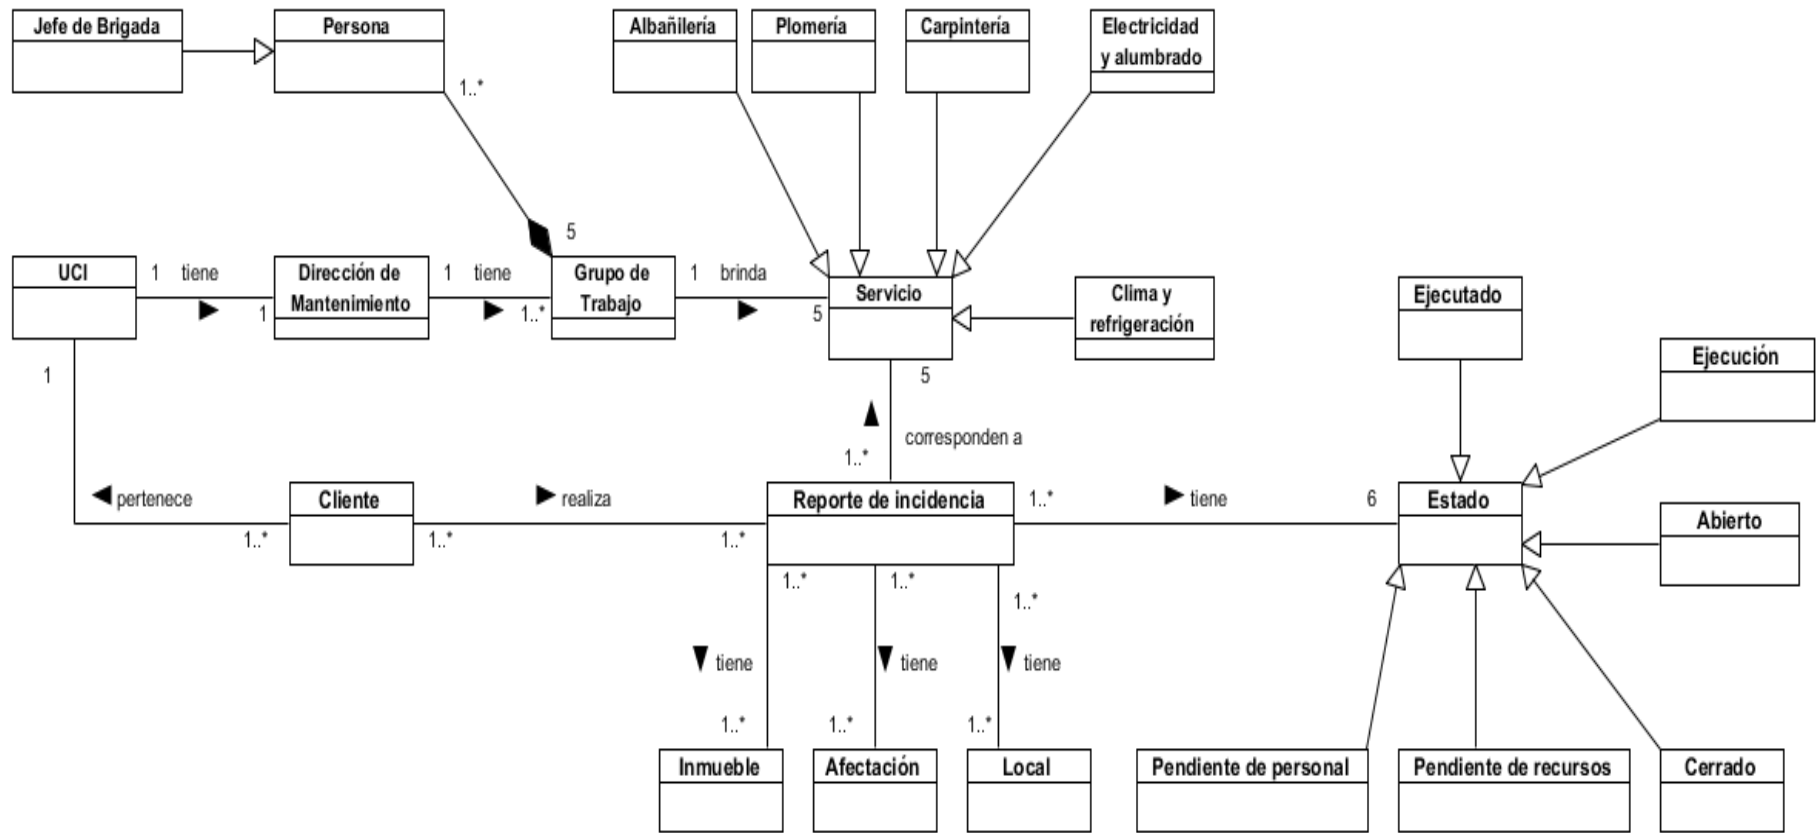 Jefe de Brigada
Persona
Albañilería
Plomería
Carpintería
Electricidad
y alumbrado
1..*
5
UCI
1 tiene
1
Dirección de
Mantenimiento
1 tiene
1..*
Grupo de
Trabajo
1 brinda
5
Servicio
Clima y
refrigeración
Ejecutado
Ejecución
1
5
corresponden a
1..*
pertenece
1..*
Cliente
1..*
realiza
1..*
Reporte de incidencia
1..*
tiene
6
Estado
Abierto
1..*
1..*
1..*
tiene
tiene
tiene
1..*
1..*
1..*
Inmueble
Afectación
Local
Pendiente de personal
Pendiente de recursos
Cerrado